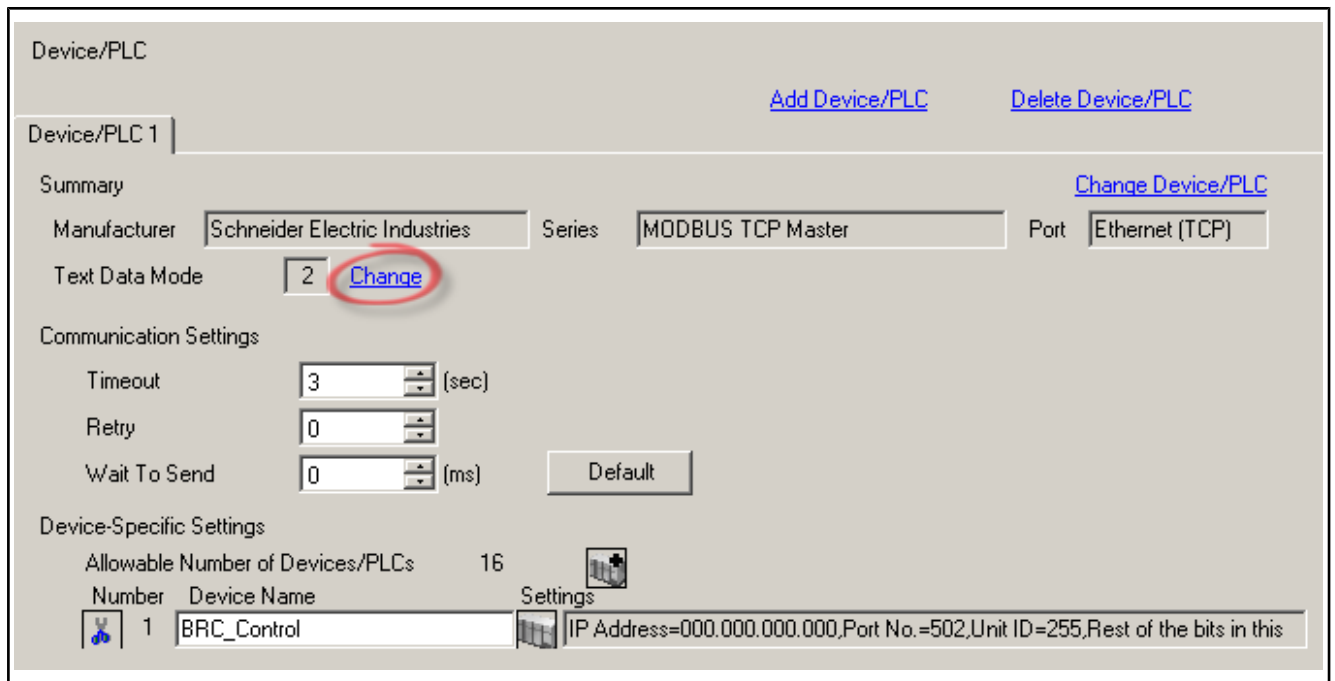 Device/PLC
Add Device/PLC Delete Device/PLC
Device/PLC 1
Summary Change Device/PLC
Manufacturer Schneider Electric Industries Series MODBUS TCP Master Port Ethernet (TCP)
Text Data Mode 2 Change
Communication Settings
Timeout 3 (sec)
Retry 0
Wait To Send 0 (ms) Default
Device-Specific Settings
Allowable Number of Devices/PLCs 16
Number Device Name Settings
1 BRC_Control IP Address=000.000.000.000,Port No.=502,Unit ID=255,Rest of the bits in this